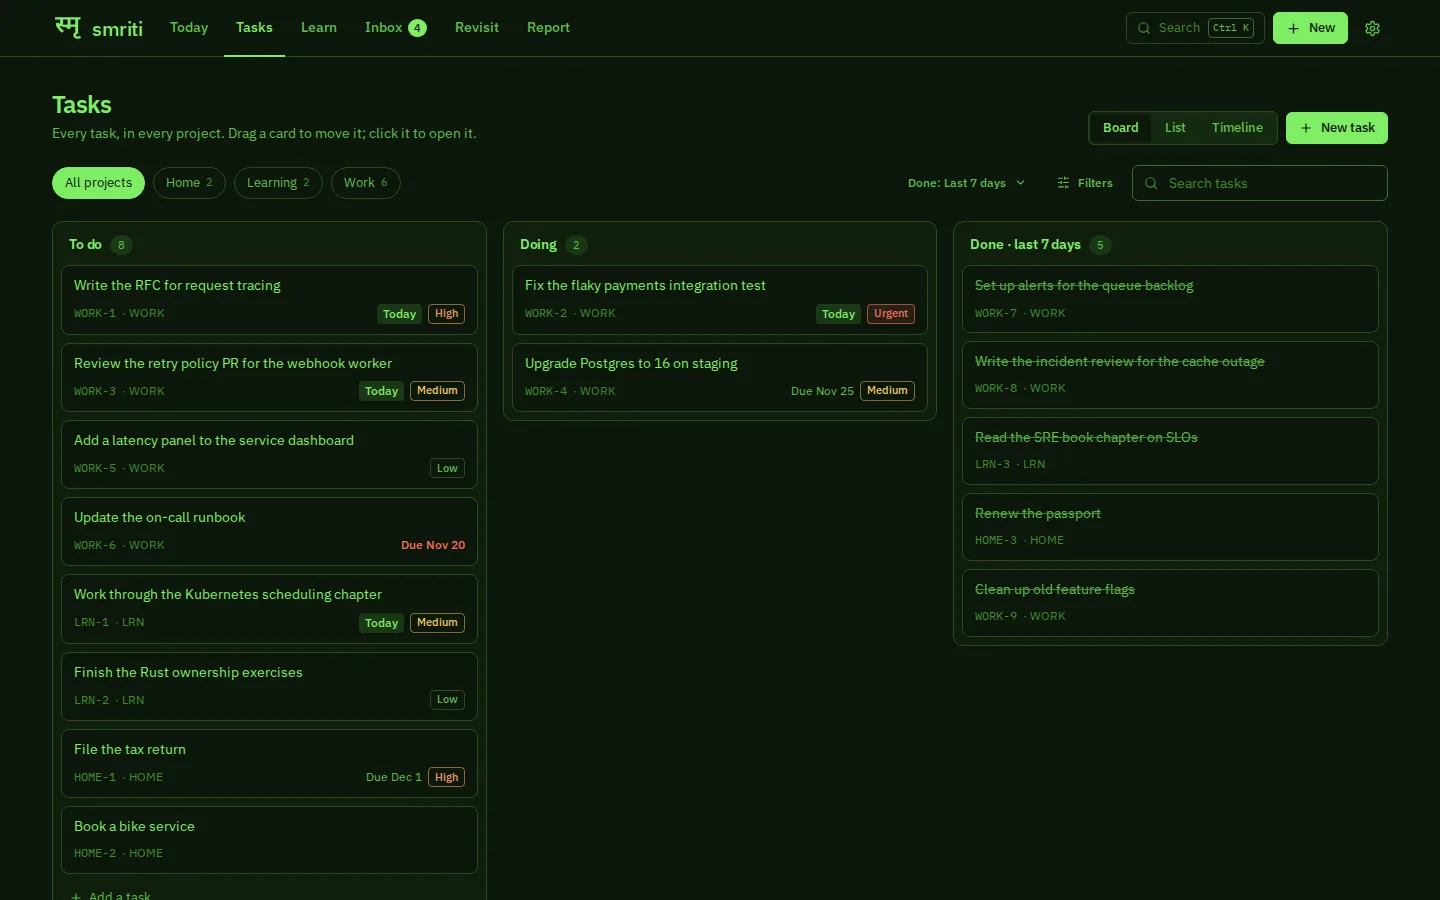 स्मृ smriti Today Tasks Learn Inbox 4 Revisit Report Search Ctrl K + New
Tasks
Every task, in every project. Drag a card to move it; click it to open it.
Board List Timeline + New task
All projects Home 2 Learning 2 Work 6 Done: Last 7 days Filters Search tasks
To do 8
Write the RFC for request tracing
WORK-1 · WORK Today High
Review the retry policy PR for the webhook worker
WORK-3 · WORK Today Medium
Add a latency panel to the service dashboard
WORK-5 · WORK Low
Update the on-call runbook
WORK-6 · WORK Due Nov 20
Work through the Kubernetes scheduling chapter
LRN-1 · LRN Today Medium
Finish the Rust ownership exercises
LRN-2 · LRN Low
File the tax return
HOME-1 · HOME Due Dec 1 High
Book a bike service
HOME-2 · HOME
+ Add a task
Doing 2
Fix the flaky payments integration test
WORK-2 · WORK Today Urgent
Upgrade Postgres to 16 on staging
WORK-4 · WORK Due Nov 25 Medium
Done · last 7 days 5
Set up alerts for the queue backlog
WORK-7 · WORK
Write the incident review for the cache outage
WORK-8 · WORK
Read the SRE book chapter on SLOs
LRN-3 · LRN
Renew the passport
HOME-3 · HOME
Clean up old feature flags
WORK-9 · WORK